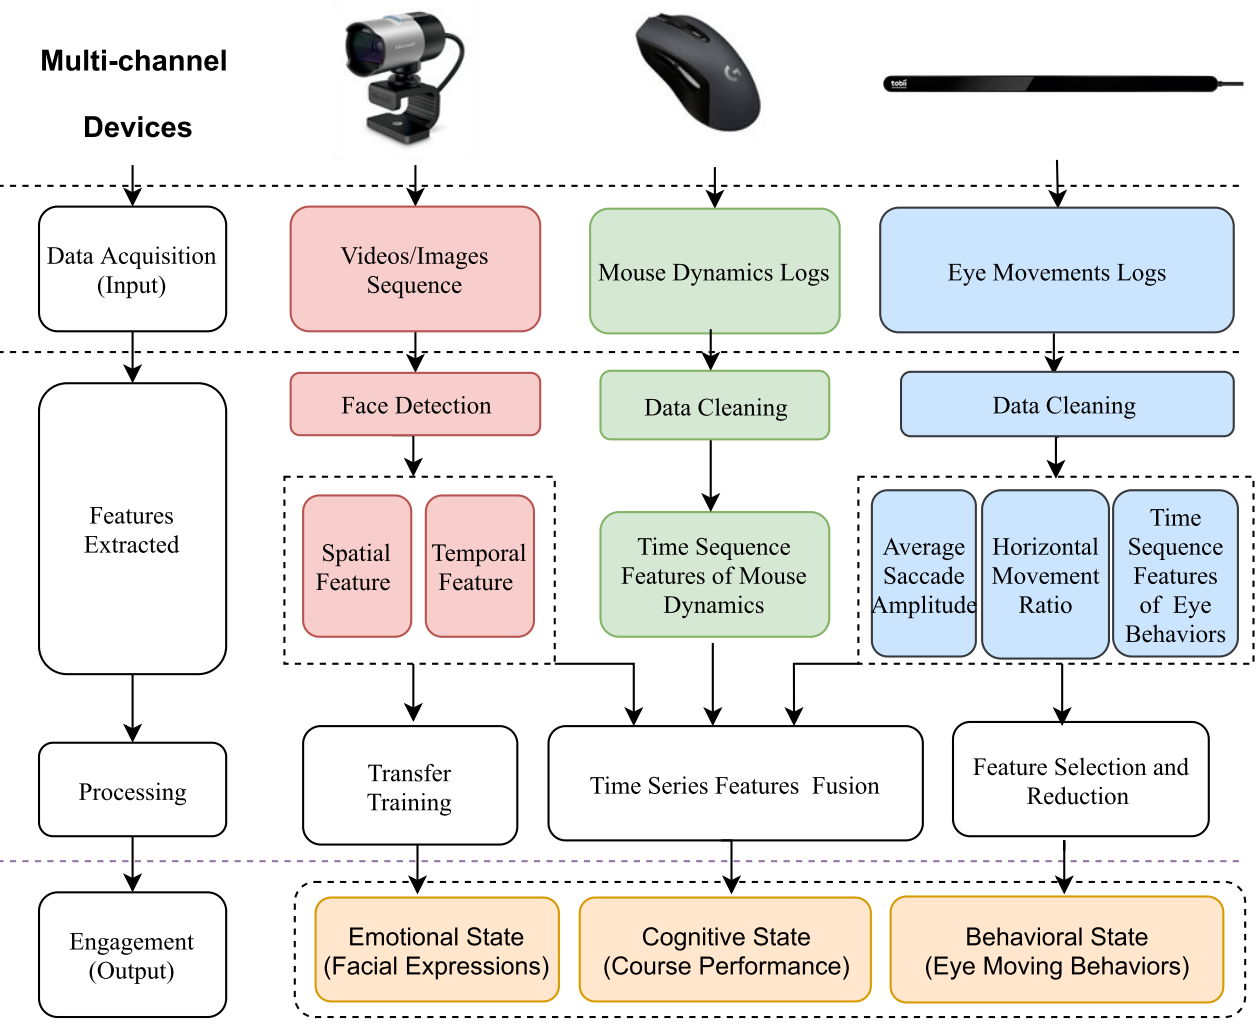 Multi-channel
Devices
tobii
Data Acquisition
(Input)
Videos/Images
Sequence
Mouse Dynamics Logs
Eye Movements Logs
Features
Extracted
Face Detection
Data Cleaning
Data Cleaning
Spatial
Feature
Temporal
Feature
Time Sequence
Features of Mouse
Dynamics
Average
Saccade
Amplitude
Horizontal
Movement
Ratio
Time
Sequence
Features
of Eye
Behaviors
Processing
Transfer
Training
Time Series Features Fusion
Feature Selection and
Reduction
Engagement
(Output)
Emotional State
(Facial Expressions)
Cognitive State
(Course Performance)
Behavioral State
(Eye Moving Behaviors)